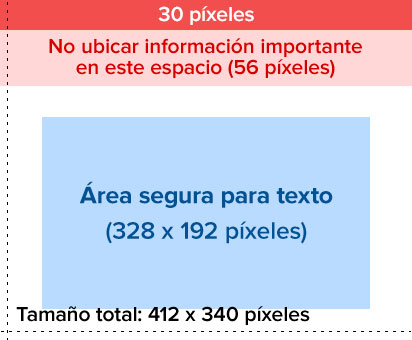 30 píxeles
No ubicar información importante
en este espacio (56 píxeles)
Área segura para texto
(328 x 192 píxeles)
Tamaño total: 412 x 340 píxeles